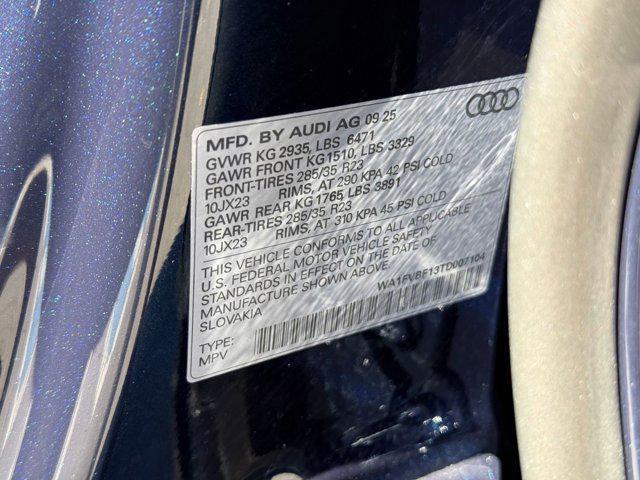 MFD. BY AUDI AG 09 25
GVWR KG 2935, LBS 6471
GAWR FRONT KG1510, LBS 3329
FRONT-TIRES 285/35 R23
10JX23 RIMS, AT 290 KPA 42 PSI COLD
GAWR REAR KG 1765 LBS 3891
REAR-TIRES 285/35 R23
10JX23 RIMS, AT 310 KPA 45 PSI COLD
THIS VEHICLE CONFORMS TO ALL APPLICABLE
U.S. FEDERAL MOTOR VEHICLE SAFETY
STANDARDS IN EFFECT ON THE DATE OF
MANUFACTURE SHOWN ABOVE.
SLOVAKIA
WA1FVBF13TD007104
TYPE:
MPV